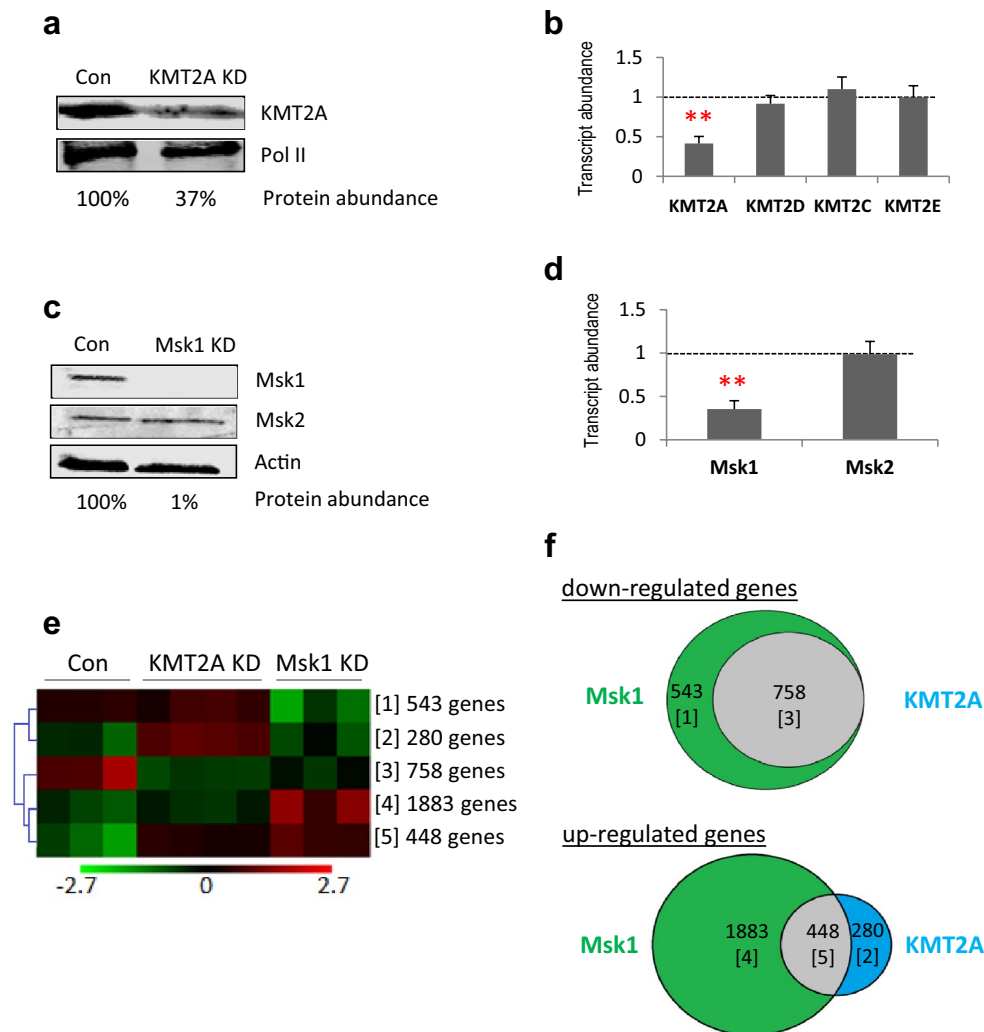 a
Con KMT2A KD
KMT2A
Pol II
100% 37% Protein abundance
b
Transcript abundance
1.5
1
0.5
0
**
KMT2A KMT2D KMT2C KMT2E
c
Con Msk1 KD
Msk1
Msk2
Actin
100% 1% Protein abundance
d
Transcript abundance
1.5
1
0.5
0
**
Msk1 Msk2
e
Con KMT2A KD Msk1 KD
[1] 543 genes
[2] 280 genes
[3] 758 genes
[4] 1883 genes
[5] 448 genes
-2.7 0 2.7
f
down-regulated genes
Msk1
543
[1]
758
[3]
KMT2A
up-regulated genes
Msk1
1883
[4]
448
[5]
280
[2]
KMT2A